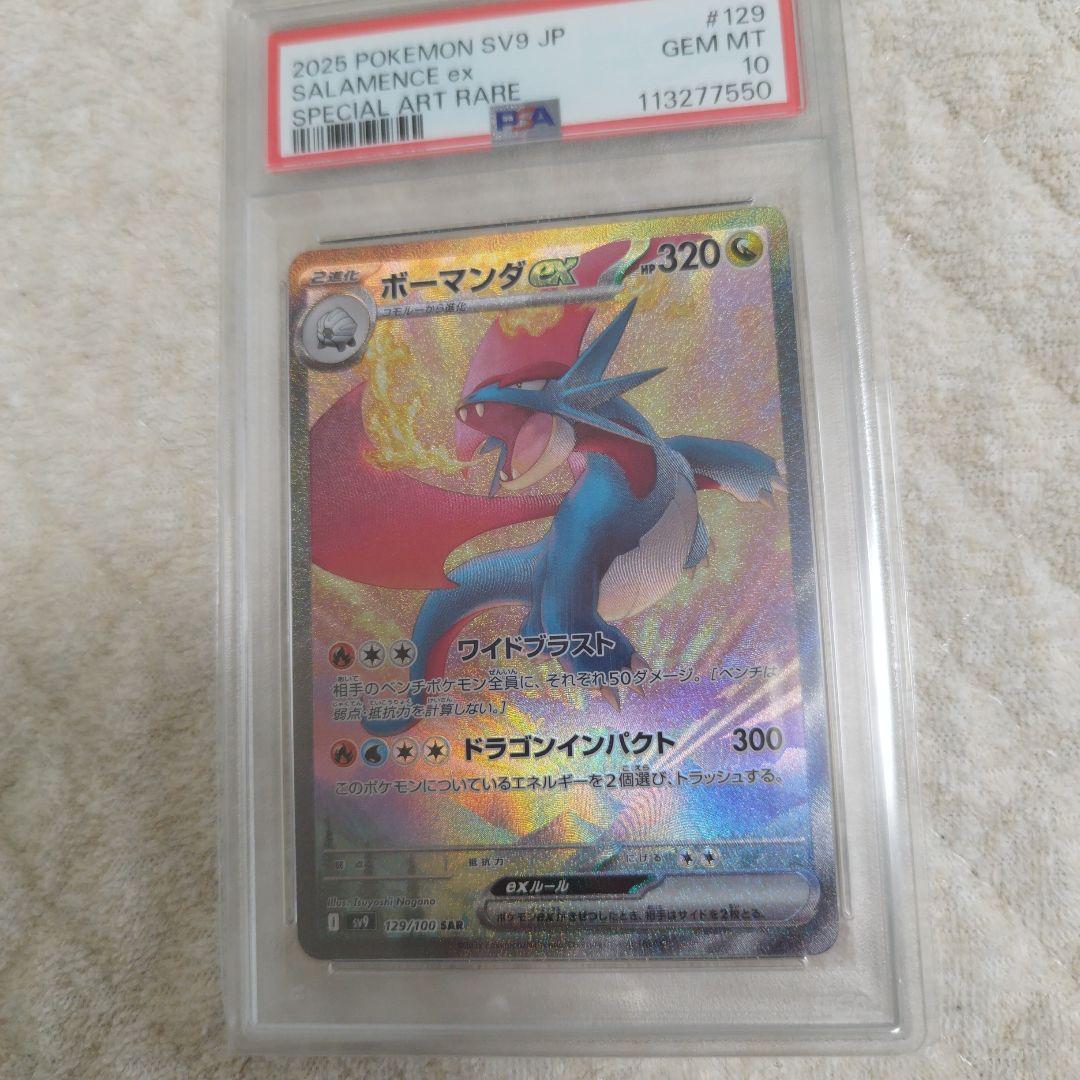 2025 POKEMON SV9 JP
#129
SALAMENCE ex
GEM MT
SPECIAL ART RARE
10
PSA
113277550
2進化
ボーマンダex
HP320
コモルーから進化
ワイドブラスト
相手のベンチポケモン全員に、それぞれ50ダメージ。[ベンチは
弱点・抵抗力を計算しない。]
ドラゴンインパクト 300
このポケモンについているエネルギーを2個選び、トラッシュする。
弱点 抵抗力 にげる
exルール
Illus. Tsuyoshi Nagano
ポケモンexがきぜつしたとき、相手はサイドを2枚とる。
I SV9 129/100 SAR